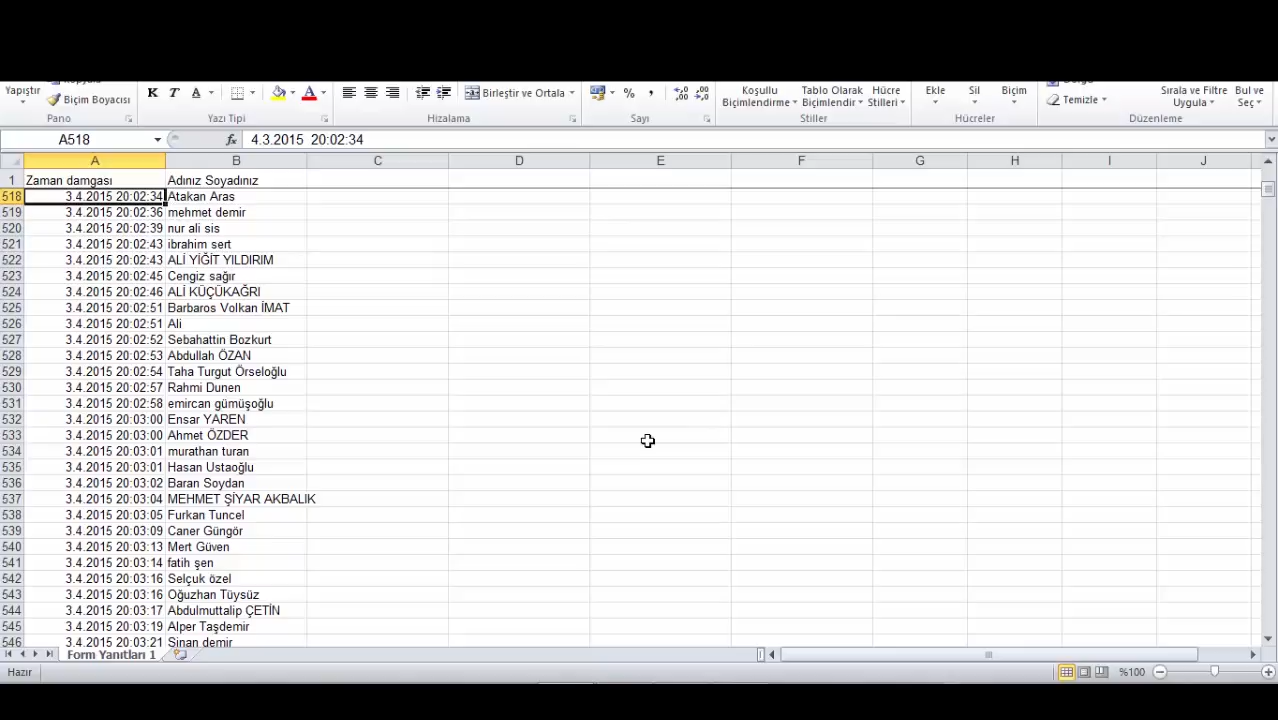 Yapıştır
Biçim Boyacısı
K T A
A
Birleştir ve Ortala
%
Koşullu Biçimlendirme
Tablo Olarak Biçimlendir
Hücre Stilleri
Ekle
Sil
Biçim
Temizle
Sırala ve Filtre Uygula
Bul ve Seç
Pano
Yazı Tipi
Hizalama
Sayı
Stiller
Hücreler
Düzenleme
A518 fx 4.3.2015 20:02:34
A B C D E F G H I J
1 Zaman damgası Adınız Soyadınız
518 3.4.2015 20:02:34 Atakan Aras
519 3.4.2015 20:02:36 mehmet demir
520 3.4.2015 20:02:39 nur ali sis
521 3.4.2015 20:02:43 ibrahim sert
522 3.4.2015 20:02:43 ALİ YİĞİT YILDIRIM
523 3.4.2015 20:02:45 Cengiz sağır
524 3.4.2015 20:02:46 ALİ KÜÇÜKAĞRI
525 3.4.2015 20:02:51 Barbaros Volkan İMAT
526 3.4.2015 20:02:51 Ali
527 3.4.2015 20:02:52 Sebahattin Bozkurt
528 3.4.2015 20:02:53 Abdullah ÖZAN
529 3.4.2015 20:02:54 Taha Turgut Örseloğlu
530 3.4.2015 20:02:57 Rahmi Dunen
531 3.4.2015 20:02:58 emircan gümüşoğlu
532 3.4.2015 20:03:00 Ensar YAREN
533 3.4.2015 20:03:00 Ahmet ÖZDER
534 3.4.2015 20:03:01 murathan turan
535 3.4.2015 20:03:01 Hasan Ustaoğlu
536 3.4.2015 20:03:02 Baran Soydan
537 3.4.2015 20:03:04 MEHMET ŞİYAR AKBALIK
538 3.4.2015 20:03:05 Furkan Tuncel
539 3.4.2015 20:03:09 Caner Güngör
540 3.4.2015 20:03:13 Mert Güven
541 3.4.2015 20:03:14 fatih şen
542 3.4.2015 20:03:16 Selçuk özel
543 3.4.2015 20:03:16 Oğuzhan Tüysüz
544 3.4.2015 20:03:17 Abdulmuttalip ÇETİN
545 3.4.2015 20:03:19 Alper Taşdemir
546 3.4.2015 20:03:21 Sinan demir
Form Yanıtları 1
Hazır
%100